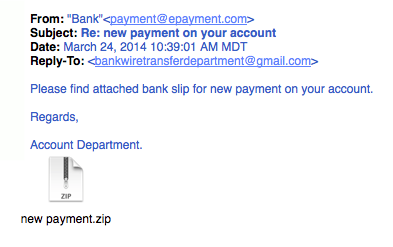 From: "Bank"<payment@epayment.com>
Subject: Re: new payment on your account
Date: March 24, 2014 10:39:01 AM MDT
Reply-To: <bankwiretransferdepartment@gmail.com>
Please find attached bank slip for new payment on your account.
Regards,
Account Department.
ZIP
new payment.zip